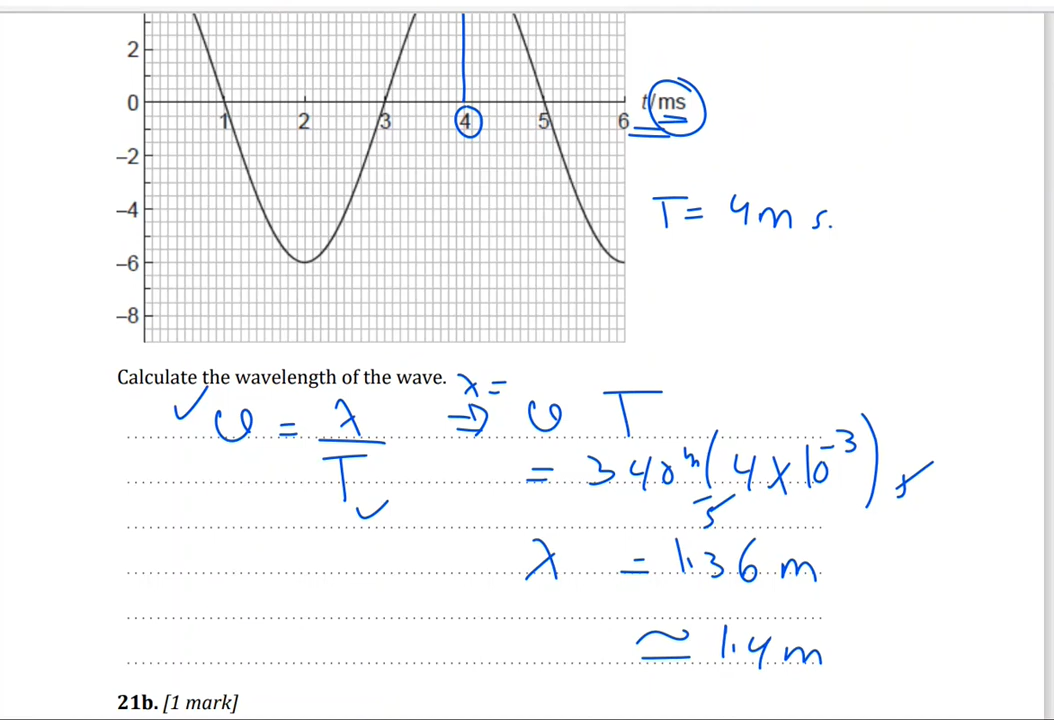 2
0
1 2 3 4 5 6 t/ms
–2
–4
T = 4 m s.
–6
–8
Calculate the wavelength of the wave. λ =
✓ v = λ / T ✓ ⇒ v T
= 340 m/s (4 × 10⁻³) s
λ = 1.36 m
≃ 1.4 m
21b. [1 mark]